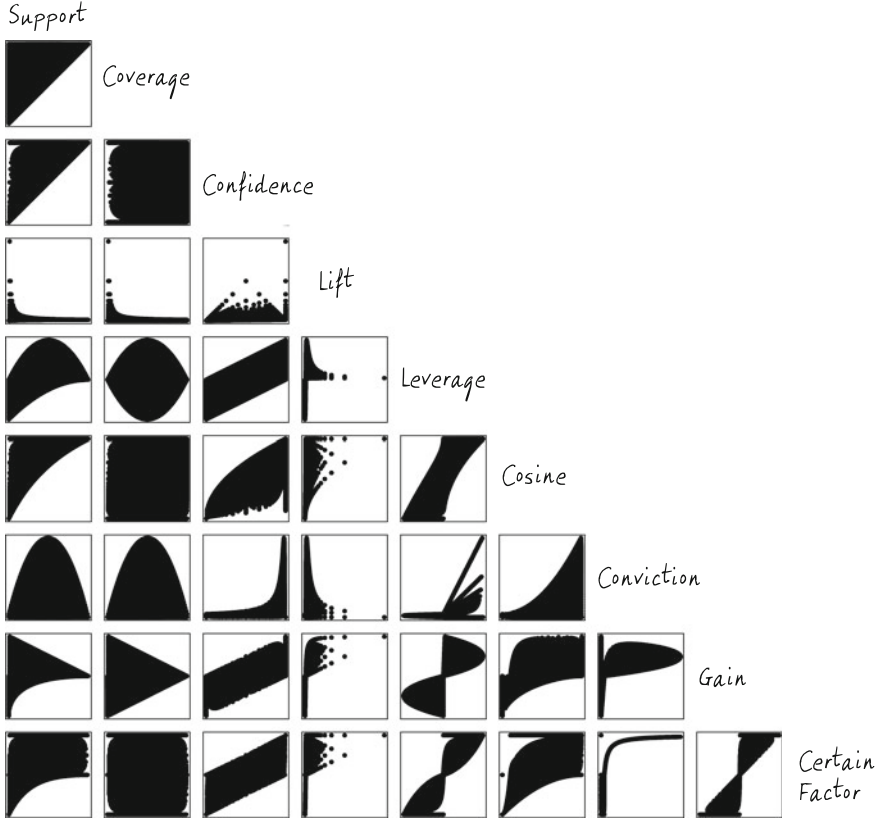 Support
Coverage
Confidence
Lift
Leverage
Cosine
Conviction
Gain
Certain
Factor